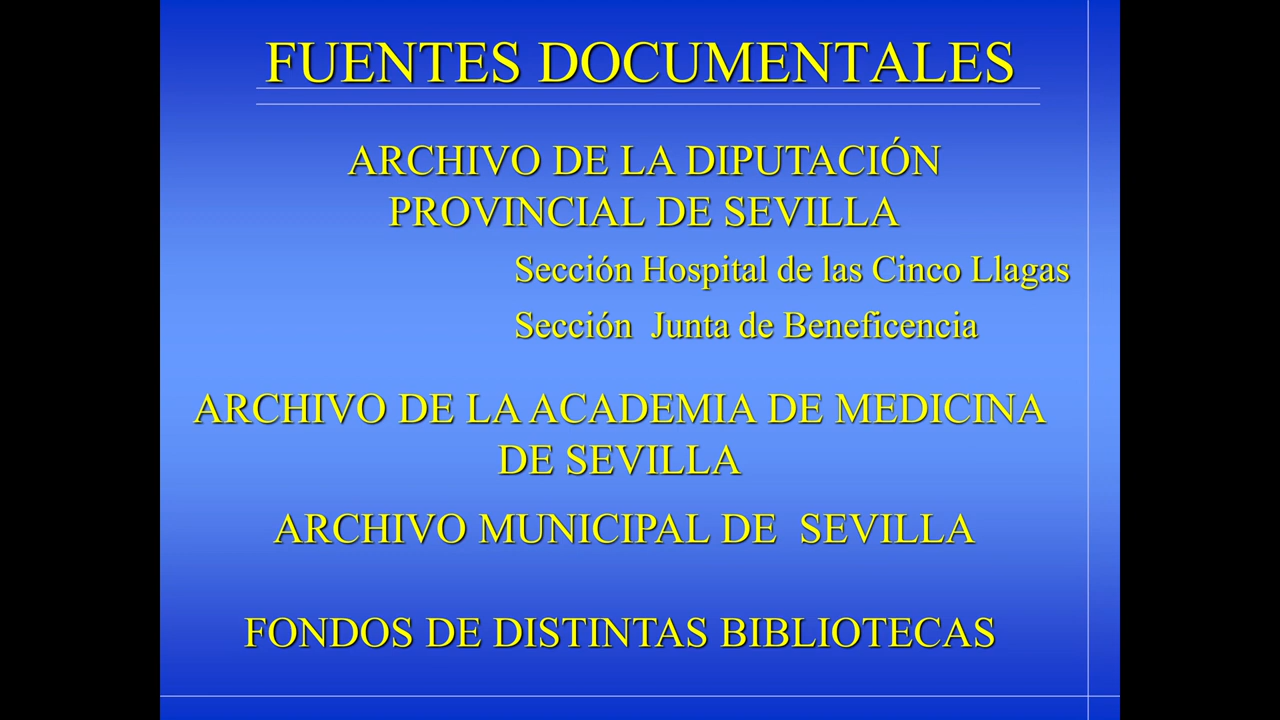 FUENTES DOCUMENTALES
ARCHIVO DE LA DIPUTACIÓN
PROVINCIAL DE SEVILLA
Sección Hospital de las Cinco Llagas
Sección Junta de Beneficencia
ARCHIVO DE LA ACADEMIA DE MEDICINA
DE SEVILLA
ARCHIVO MUNICIPAL DE SEVILLA
FONDOS DE DISTINTAS BIBLIOTECAS